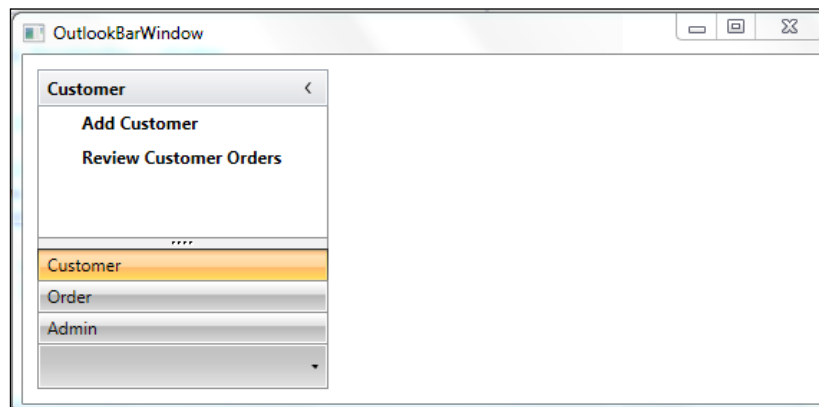 OutlookBarWindow
Customer
Add Customer
Review Customer Orders
Customer
Order
Admin